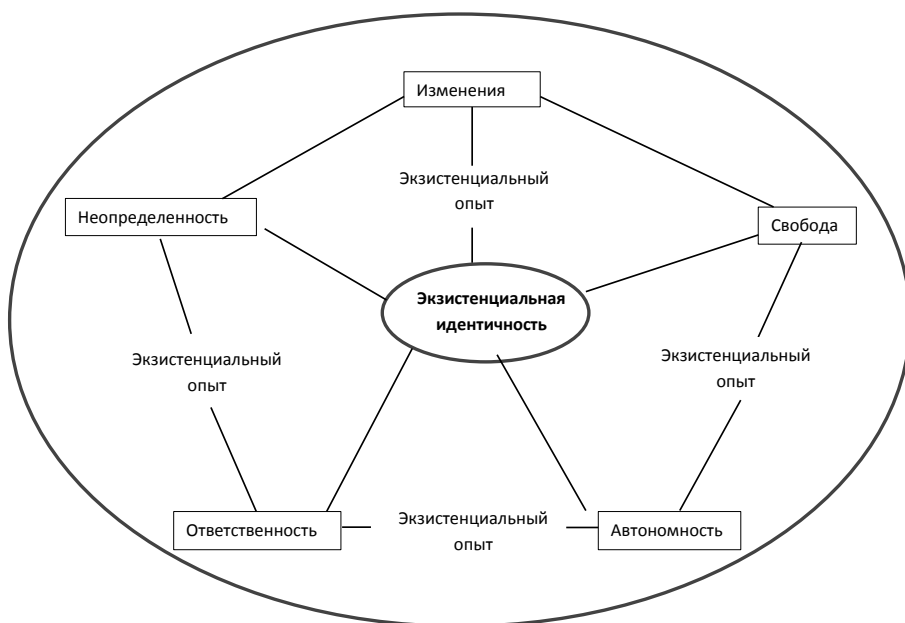 Изменения
Экзистенциальный
опыт
Неопределенность
Свобода
Экзистенциальная
идентичность
Экзистенциальный
опыт
Экзистенциальный
опыт
Ответственность
Экзистенциальный
опыт
Автономность